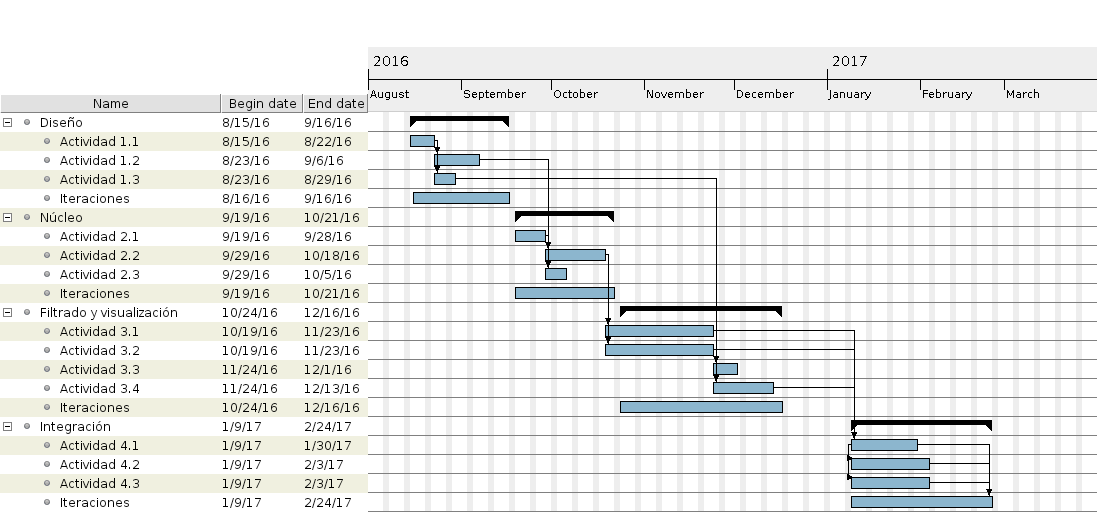 2016 2017
Name Begin date End date August September October November December January February March
Diseño 8/15/16 9/16/16
Actividad 1.1 8/15/16 8/22/16
Actividad 1.2 8/23/16 9/6/16
Actividad 1.3 8/23/16 8/29/16
Iteraciones 8/16/16 9/16/16
Núcleo 9/19/16 10/21/16
Actividad 2.1 9/19/16 9/28/16
Actividad 2.2 9/29/16 10/18/16
Actividad 2.3 9/29/16 10/5/16
Iteraciones 9/19/16 10/21/16
Filtrado y visualización 10/24/16 12/16/16
Actividad 3.1 10/19/16 11/23/16
Actividad 3.2 10/19/16 11/23/16
Actividad 3.3 11/24/16 12/1/16
Actividad 3.4 11/24/16 12/13/16
Iteraciones 10/24/16 12/16/16
Integración 1/9/17 2/24/17
Actividad 4.1 1/9/17 1/30/17
Actividad 4.2 1/9/17 2/3/17
Actividad 4.3 1/9/17 2/3/17
Iteraciones 1/9/17 2/24/17